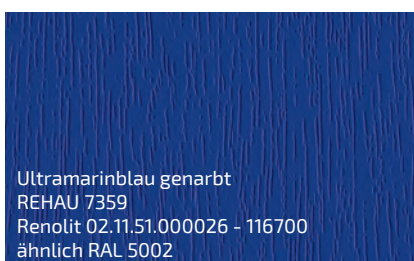 Ultramarinblau genarbt
REHAU 7359
Renolit 02.11.51.000026 - 116700
ähnlich RAL 5002